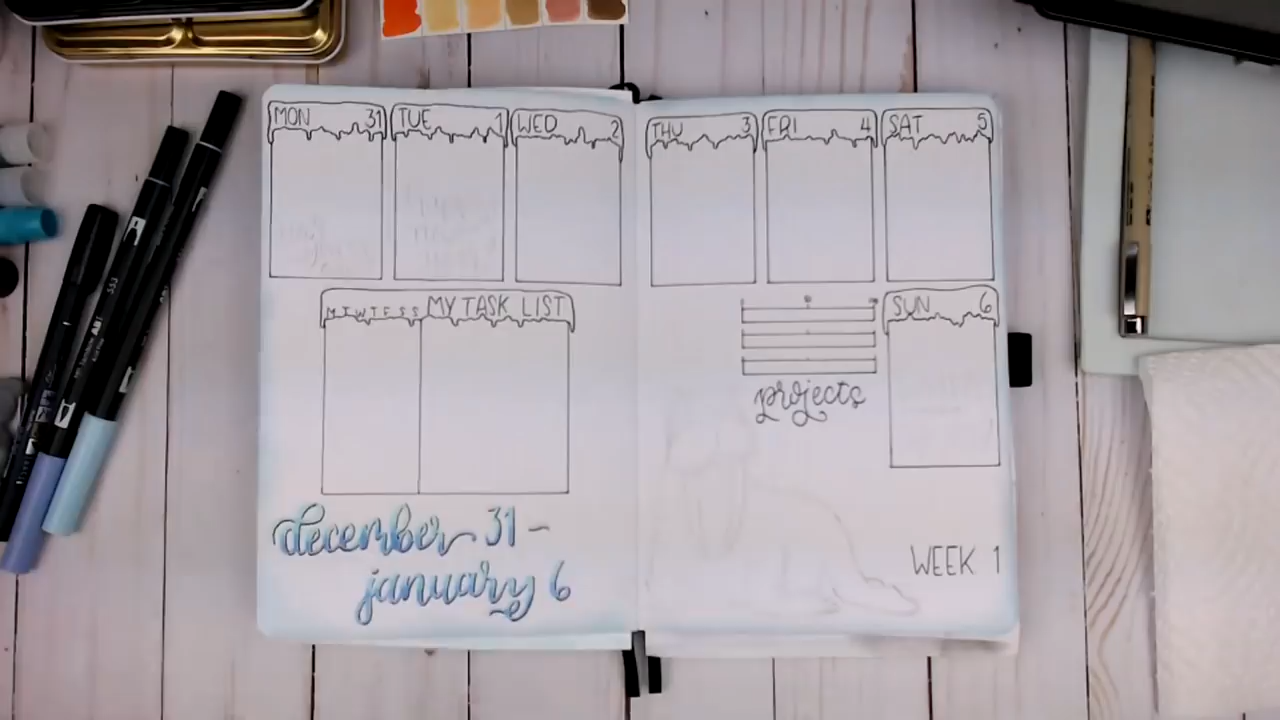 MON 31 TUE 1 WED 2 THU 3 FRI 4 SAT 5
M T W T F S S MY TASK LIST
SUN 6
projects
december 31 -
january 6
WEEK 1